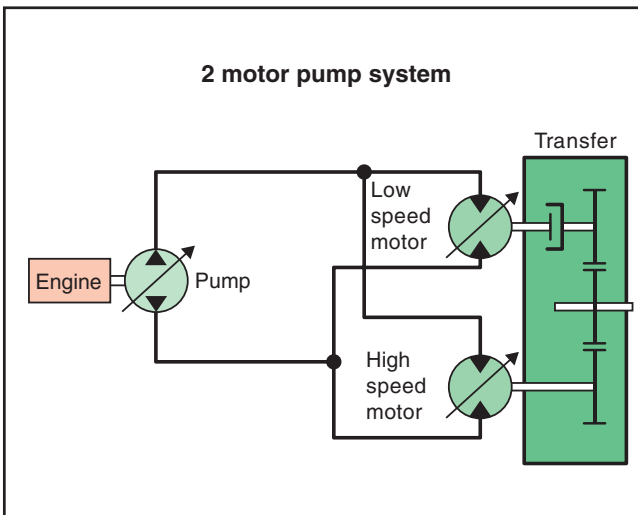 2 motor pump system
Transfer
Low
speed
motor
Engine
Pump
High
speed
motor